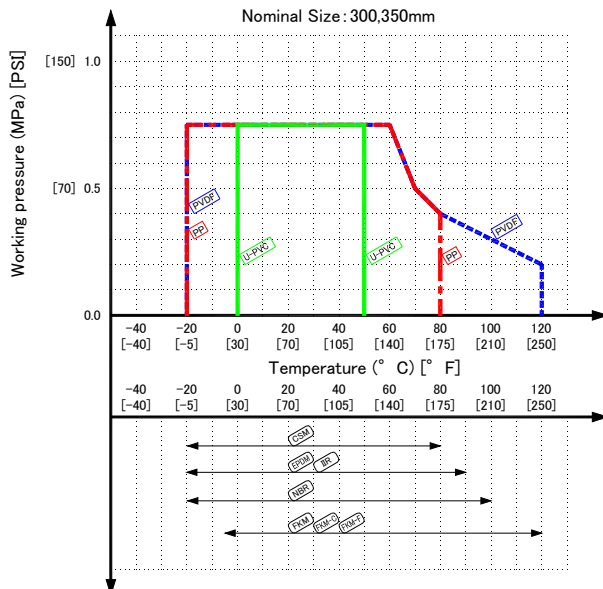 Nominal Size：300,350mm
Working pressure (MPa) [PSI]
[150] 1.0
[70] 0.5
0.0
PVDF
PP
U-PVC
U-PVC
PP
PVDF
-40 -20 0 20 40 60 80 100 120
[-40] [-5] [30] [70] [105] [140] [175] [210] [250]
Temperature (° C) [° F]
-40 -20 0 20 40 60 80 100 120
[-40] [-5] [30] [70] [105] [140] [175] [210] [250]
CSM
EPDM IIR
NBR
FKM FKM-C FKM-F